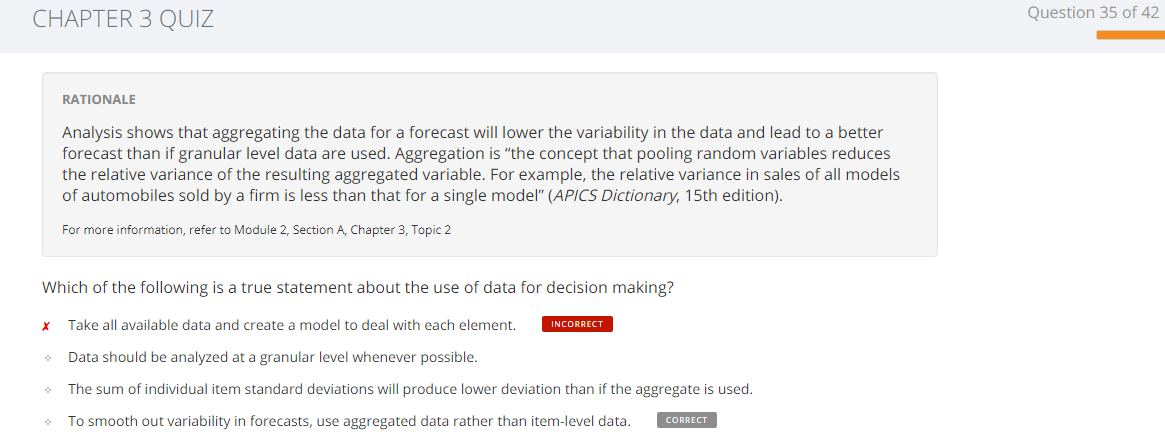 CHAPTER 3 QUIZ
Question 35 of 42
RATIONALE
Analysis shows that aggregating the data for a forecast will lower the variability in the data and lead to a better
forecast than if granular level data are used. Aggregation is “the concept that pooling random variables reduces
the relative variance of the resulting aggregated variable. For example, the relative variance in sales of all models
of automobiles sold by a firm is less than that for a single model” (APICS Dictionary, 15th edition).
For more information, refer to Module 2, Section A, Chapter 3, Topic 2
Which of the following is a true statement about the use of data for decision making?
✗ Take all available data and create a model to deal with each element. INCORRECT
Data should be analyzed at a granular level whenever possible.
The sum of individual item standard deviations will produce lower deviation than if the aggregate is used.
To smooth out variability in forecasts, use aggregated data rather than item-level data. CORRECT